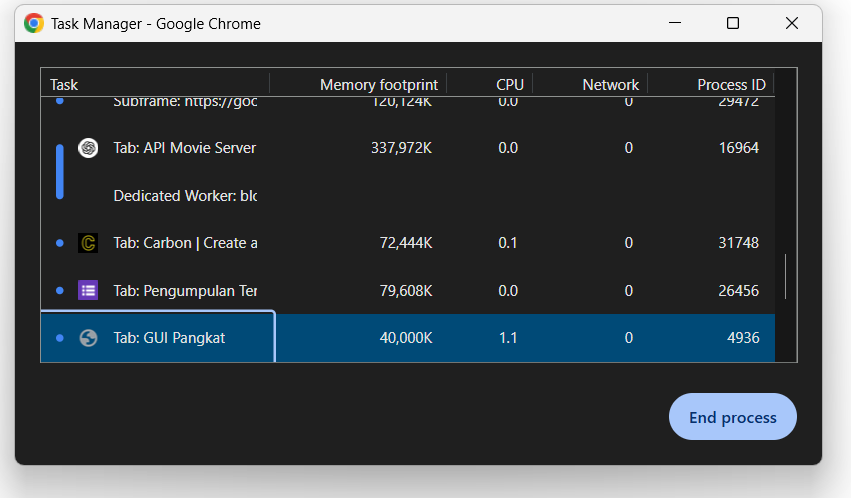 Task Manager - Google Chrome
Task Memory footprint CPU Network Process ID
Subframe: https://goc 120,124K 0.0 0 29472
Tab: API Movie Server 337,972K 0.0 0 16964
Dedicated Worker: blc
Tab: Carbon | Create a 72,444K 0.1 0 31748
Tab: Pengumpulan Ter 79,608K 0.0 0 26456
Tab: GUI Pangkat 40,000K 1.1 0 4936
End process